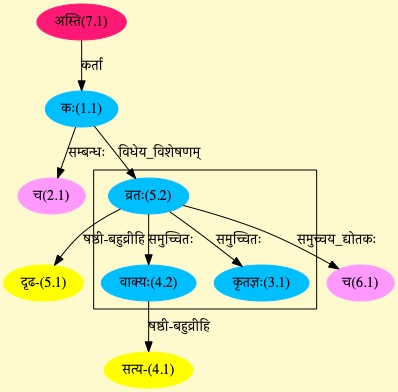 अस्ति(7.1)
कर्ता
कः(1.1)
सम्बन्धः विधेय_विशेषणम्
च(2.1) व्रतः(5.2)
षष्ठी-बहुव्रीहि समुच्चितः समुच्चितः समुच्चय_द्योतकः
दृढ-(5.1) वाक्यः(4.2) कृतज्ञः(3.1) च(6.1)
षष्ठी-बहुव्रीहि
सत्य-(4.1)